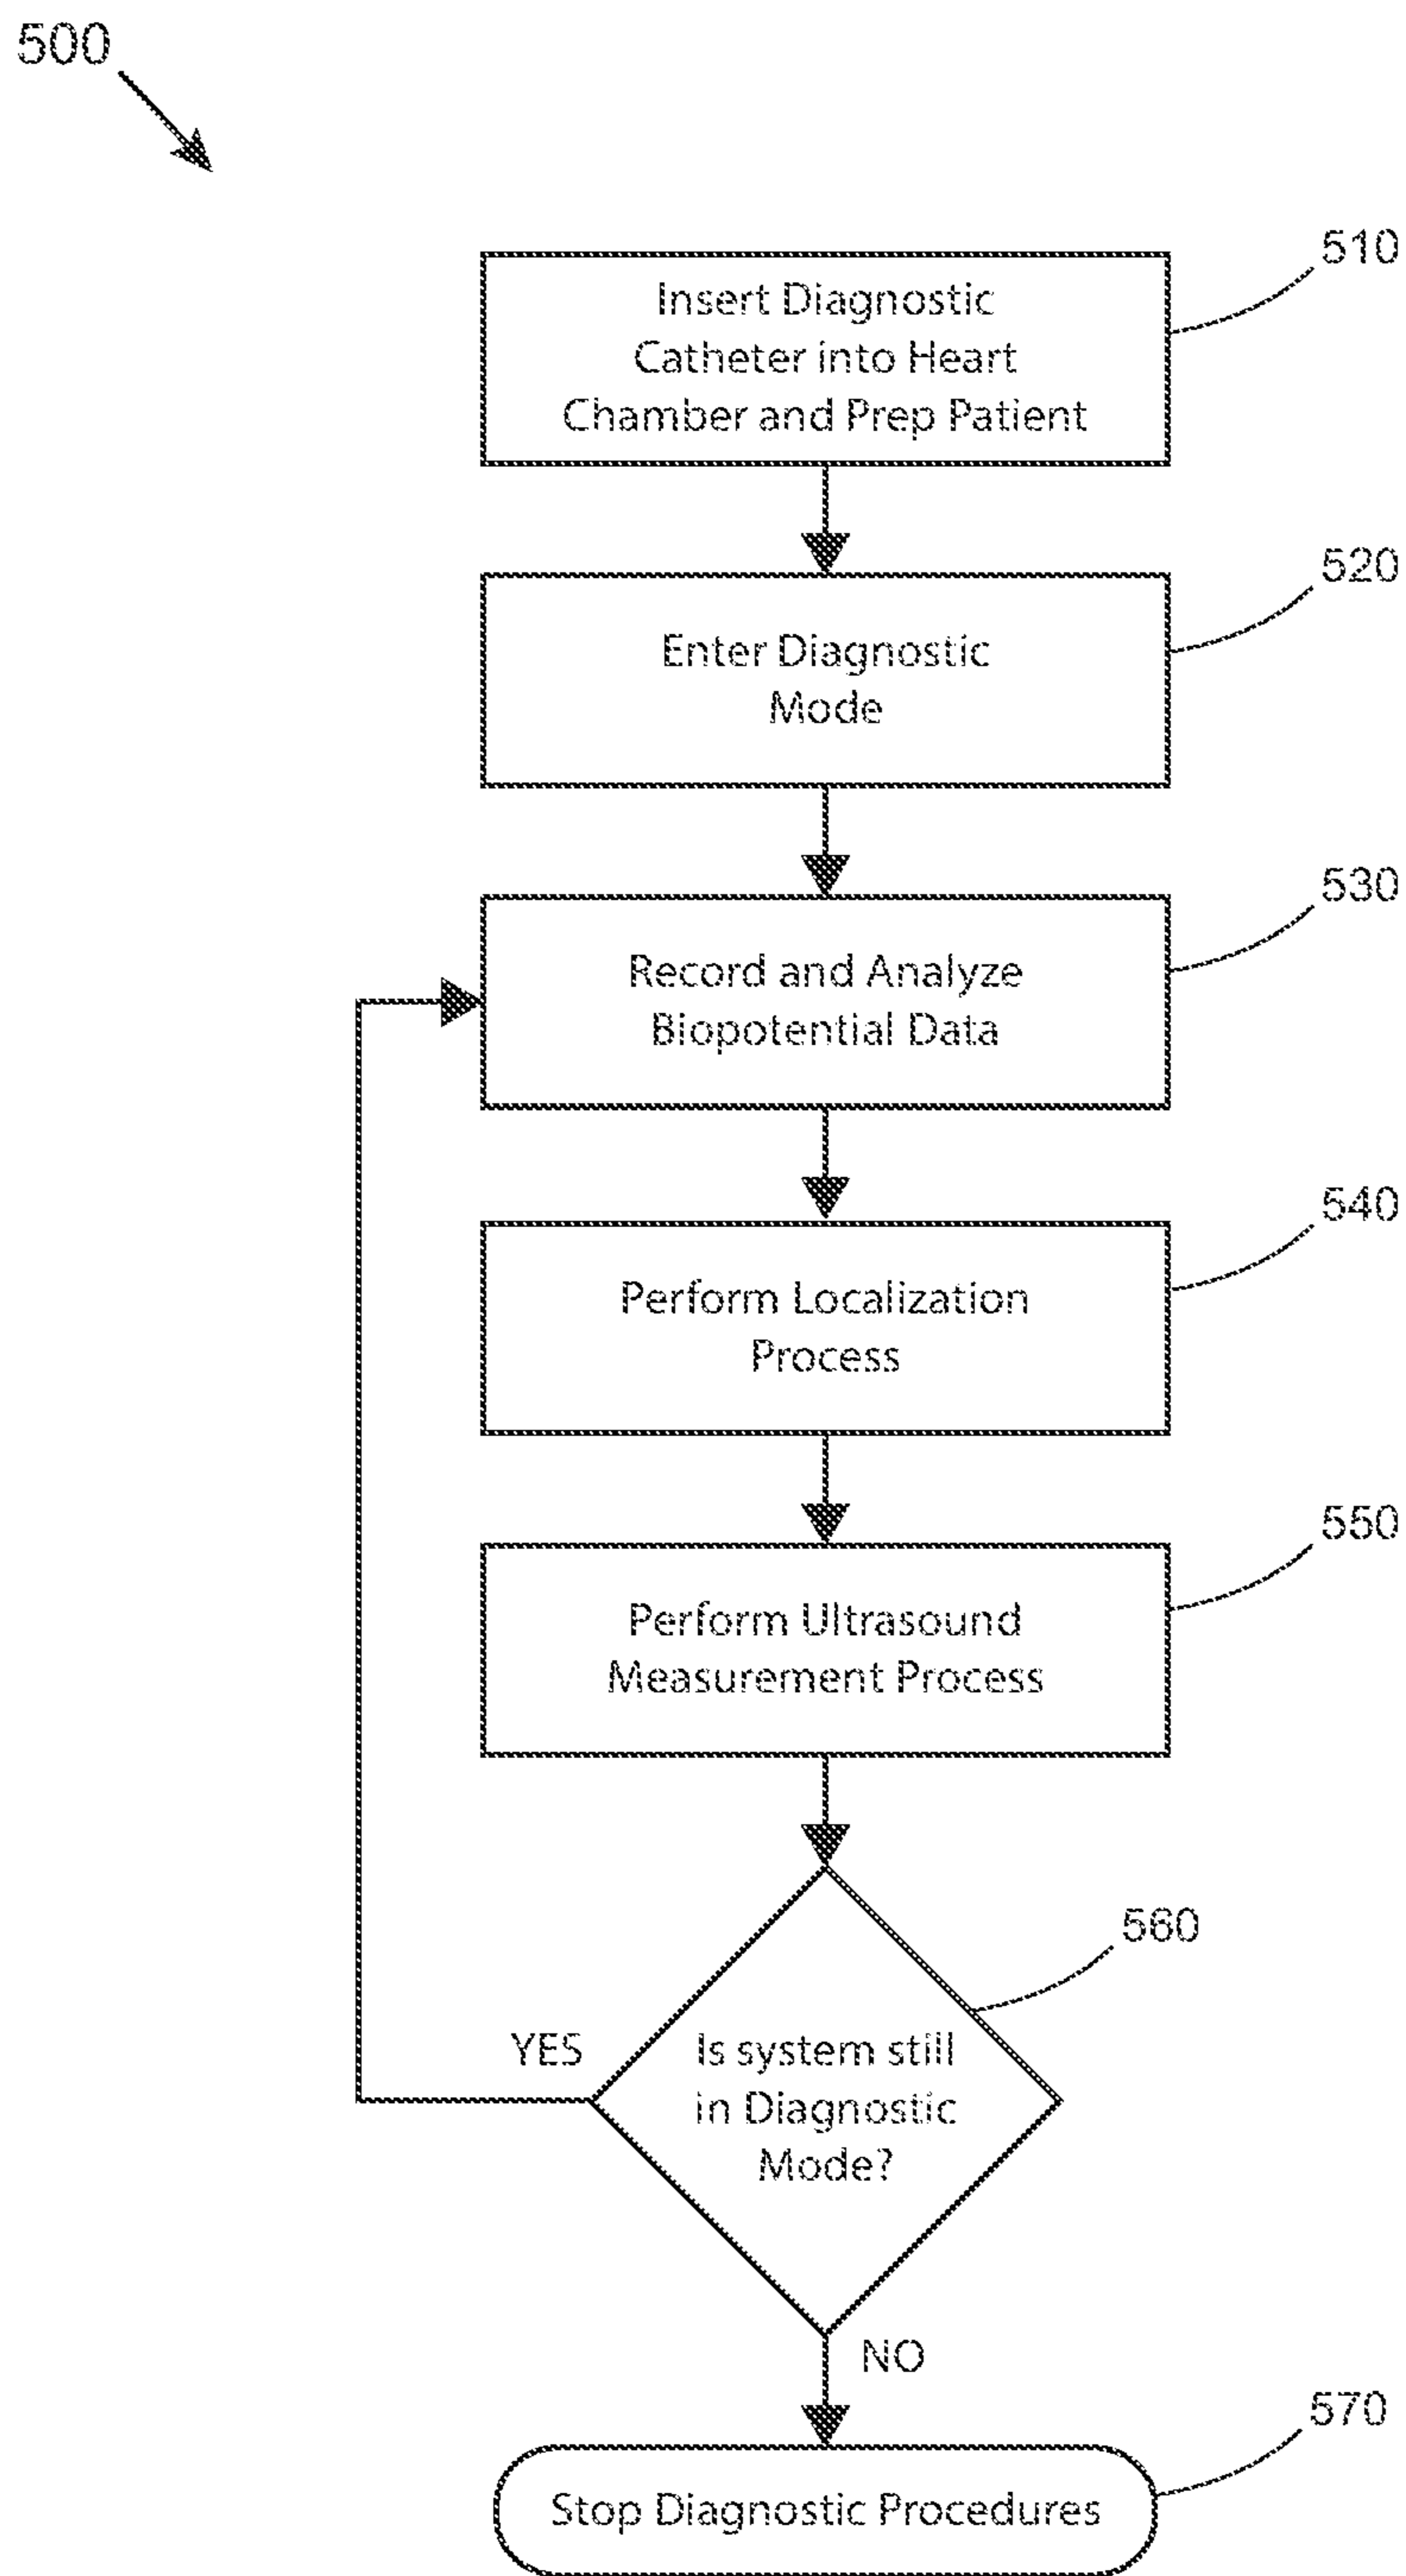 500
510
Insert Diagnostic
Catheter into Heart
Chamber and Prep Patient
520
Enter Diagnostic
Mode
530
Record and Analyze
Biopotential Data
540
Perform Localization
Process
550
Perform Ultrasound
Measurement Process
560
YES
Is system still
in Diagnostic
Mode?
NO
570
Stop Diagnostic Procedures